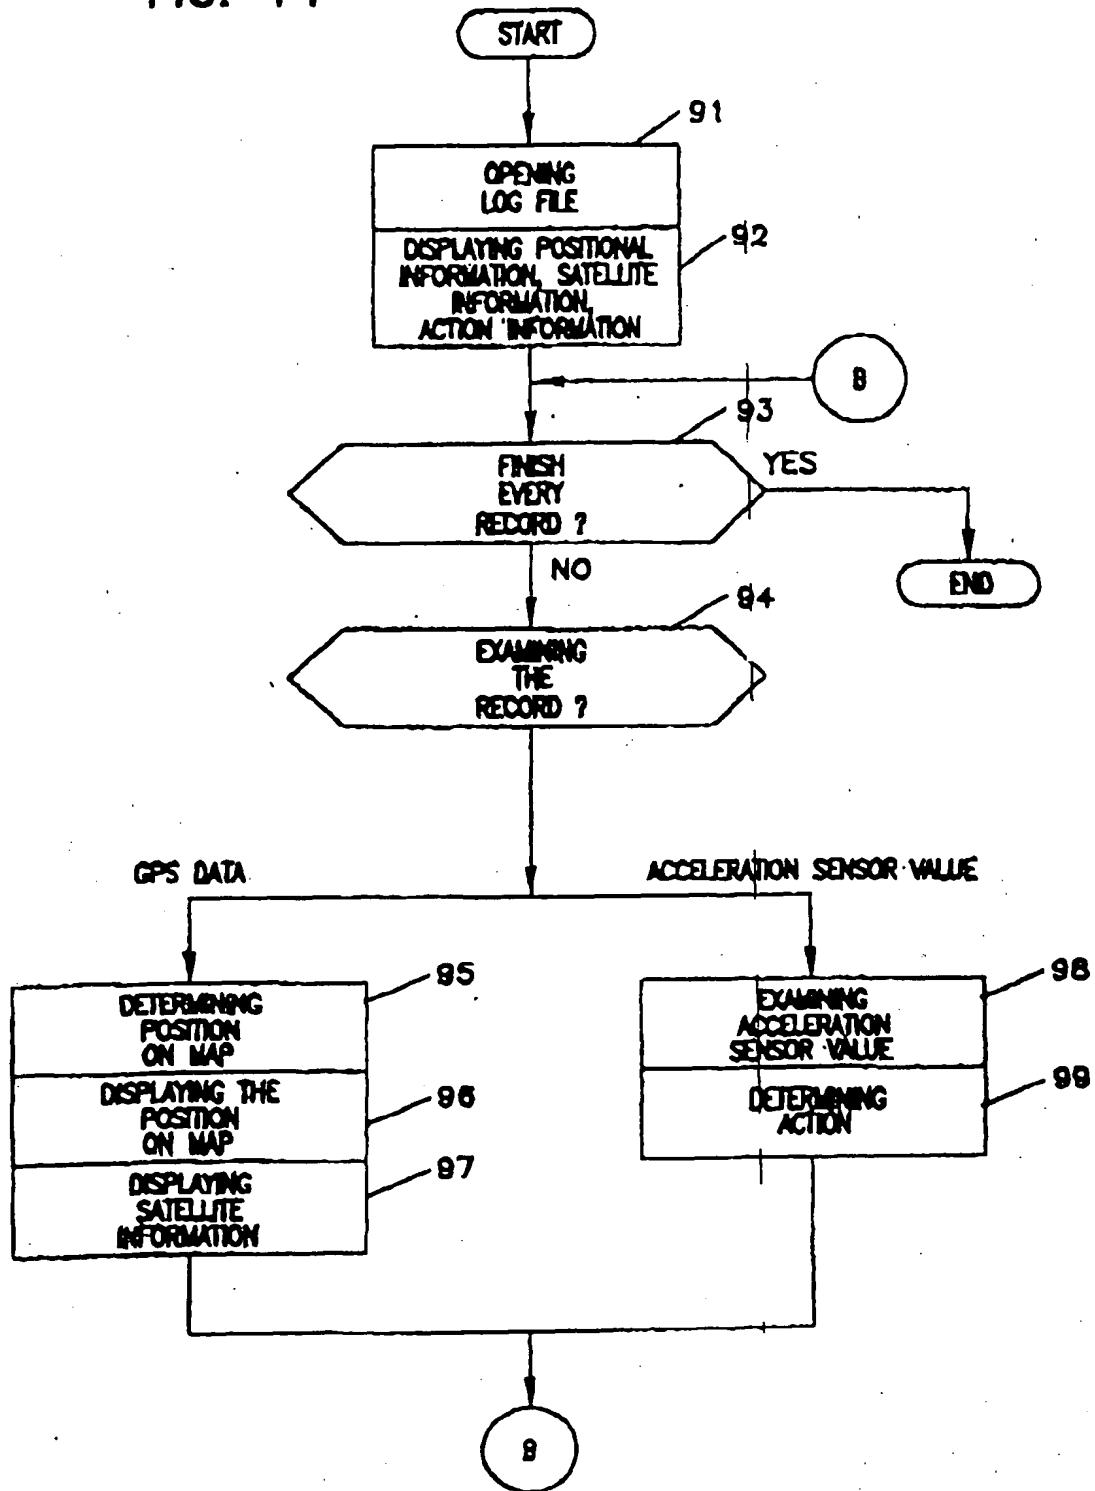 START
91
OPENING
LOG FILE
92
DISPLAYING POSITIONAL
INFORMATION, SATELLITE
INFORMATION,
ACTION INFORMATION
B
93
FINISH
EVERY
RECORD ?
YES
NO
END
94
EXAMINING
THE
RECORD ?
GPS DATA
ACCELERATION SENSOR VALUE
95
DETERMINING
POSITION
ON MAP
96
DISPLAYING THE
POSITION
ON MAP
97
DISPLAYING
SATELLITE
INFORMATION
98
EXAMINING
ACCELERATION
SENSOR VALUE
99
DETERMINING
ACTION
B